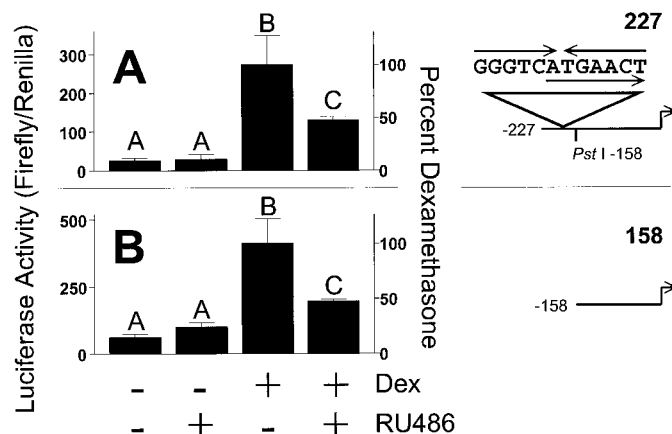 Luciferase Activity (Firefly/Renilla)
Percent Dexamethasone
A
300
200
100
0
100
50
0
A
A
B
C
227
GGGTCATGAACT
-227
Pst I -158
B
500
250
0
100
50
0
A
A
B
C
158
-158
- - + + Dex
- + - + RU486